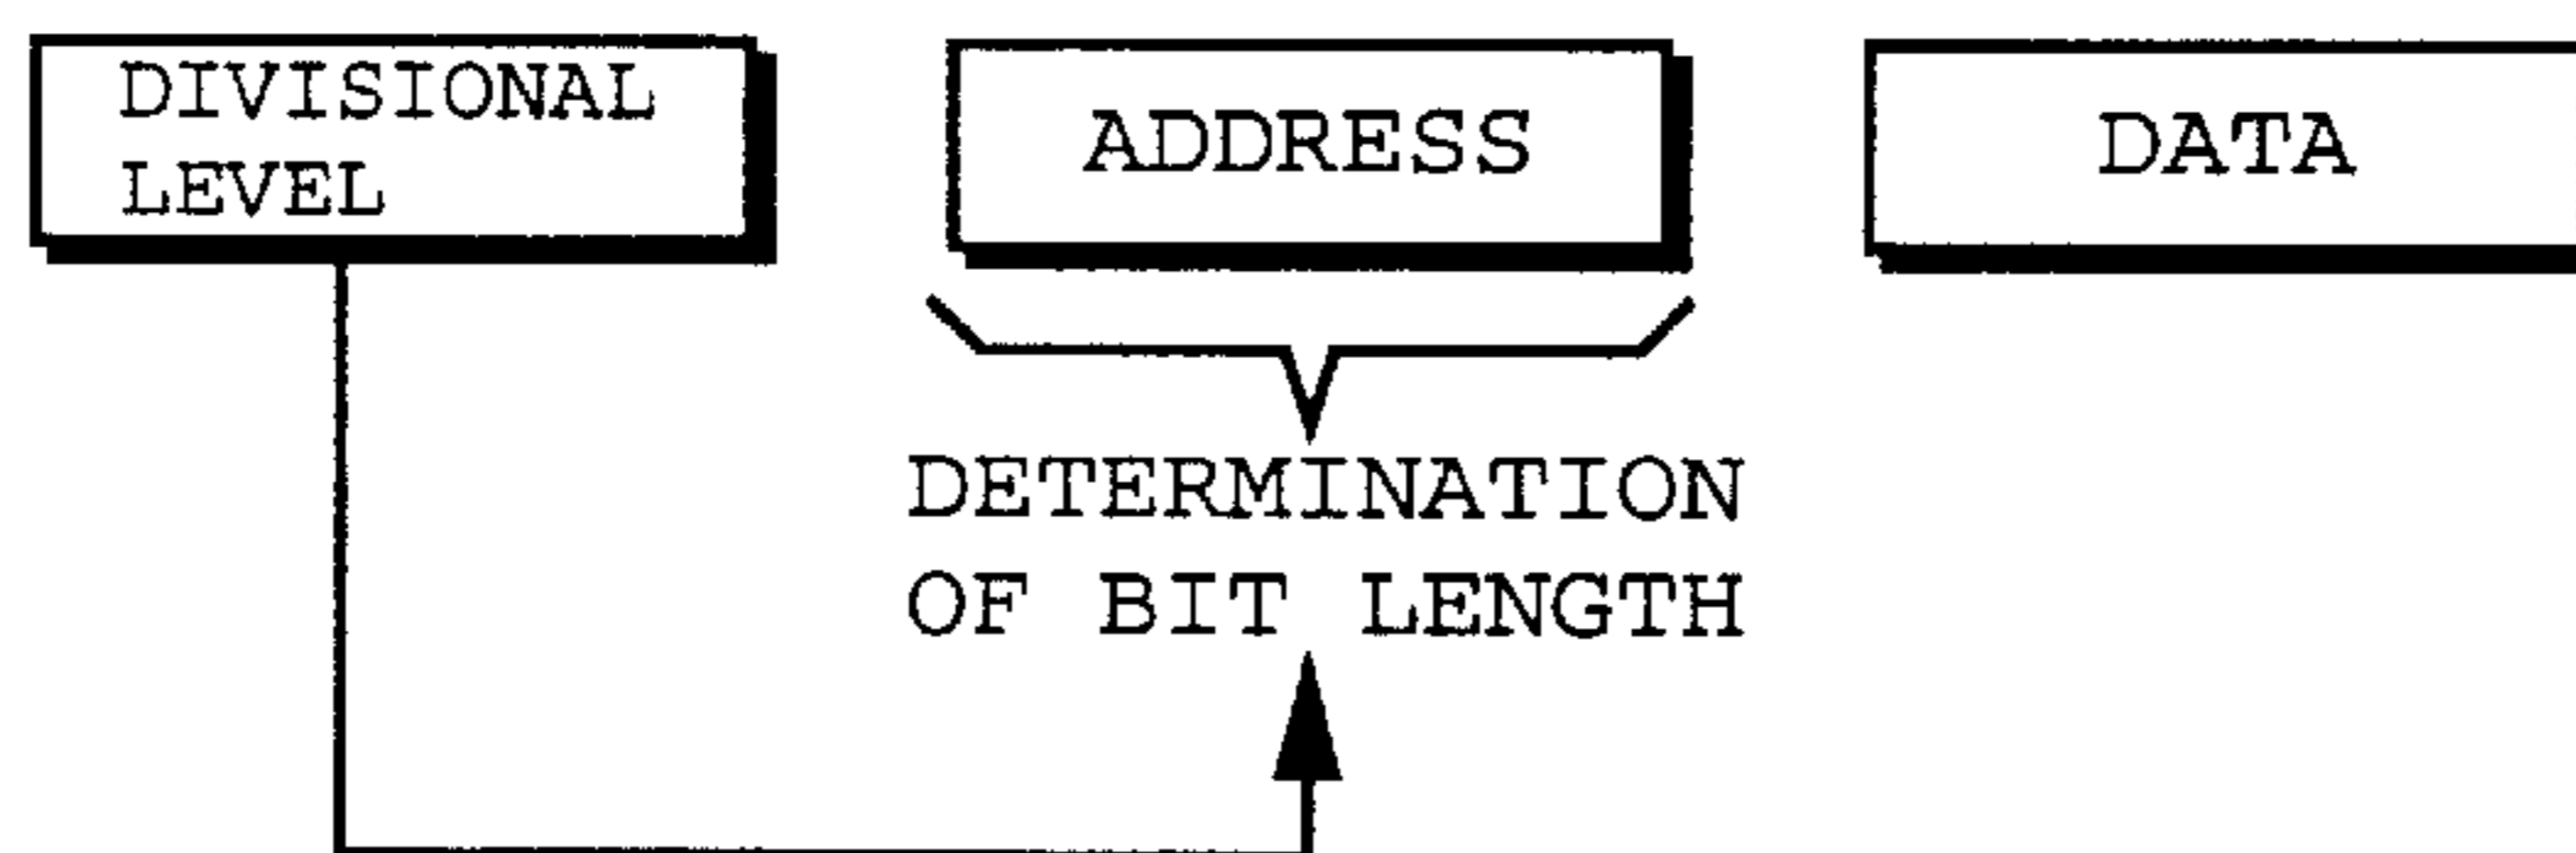 DIVISIONAL
LEVEL
ADDRESS
DATA
DETERMINATION
OF BIT LENGTH